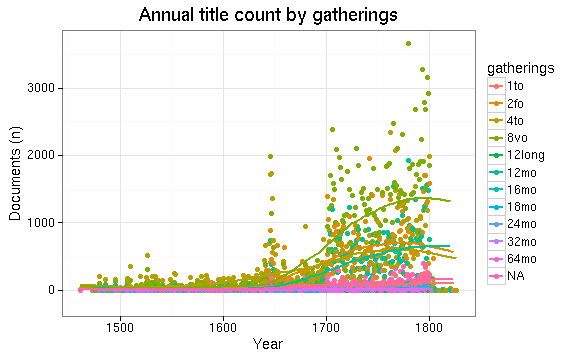 Annual title count by gatherings
Documents (n)
3000
2000
1000
0
1500
1600
1700
1800
Year
gatherings
1to
2fo
4to
8vo
12long
12mo
16mo
18mo
24mo
32mo
64mo
NA